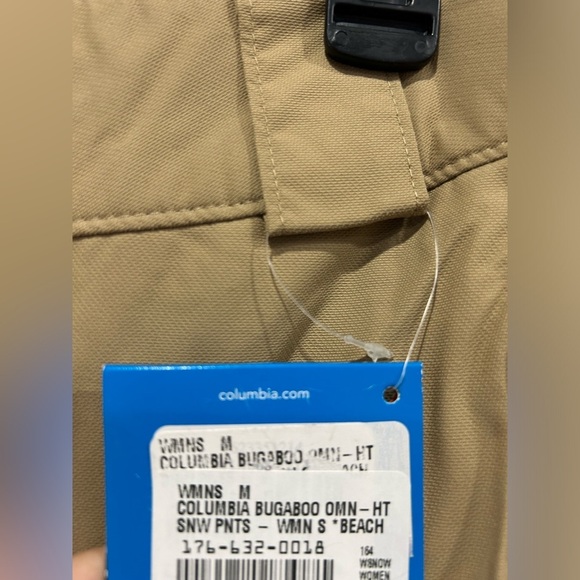 columbia.com
WMNS M
COLUMBIA BUGABOO OMN-HT
BEACH
WMNS M
COLUMBIA BUGABOO OMN-HT
SNW PNTS - WMN S *BEACH
176-632-0018
164
WSNOW
WOMEN